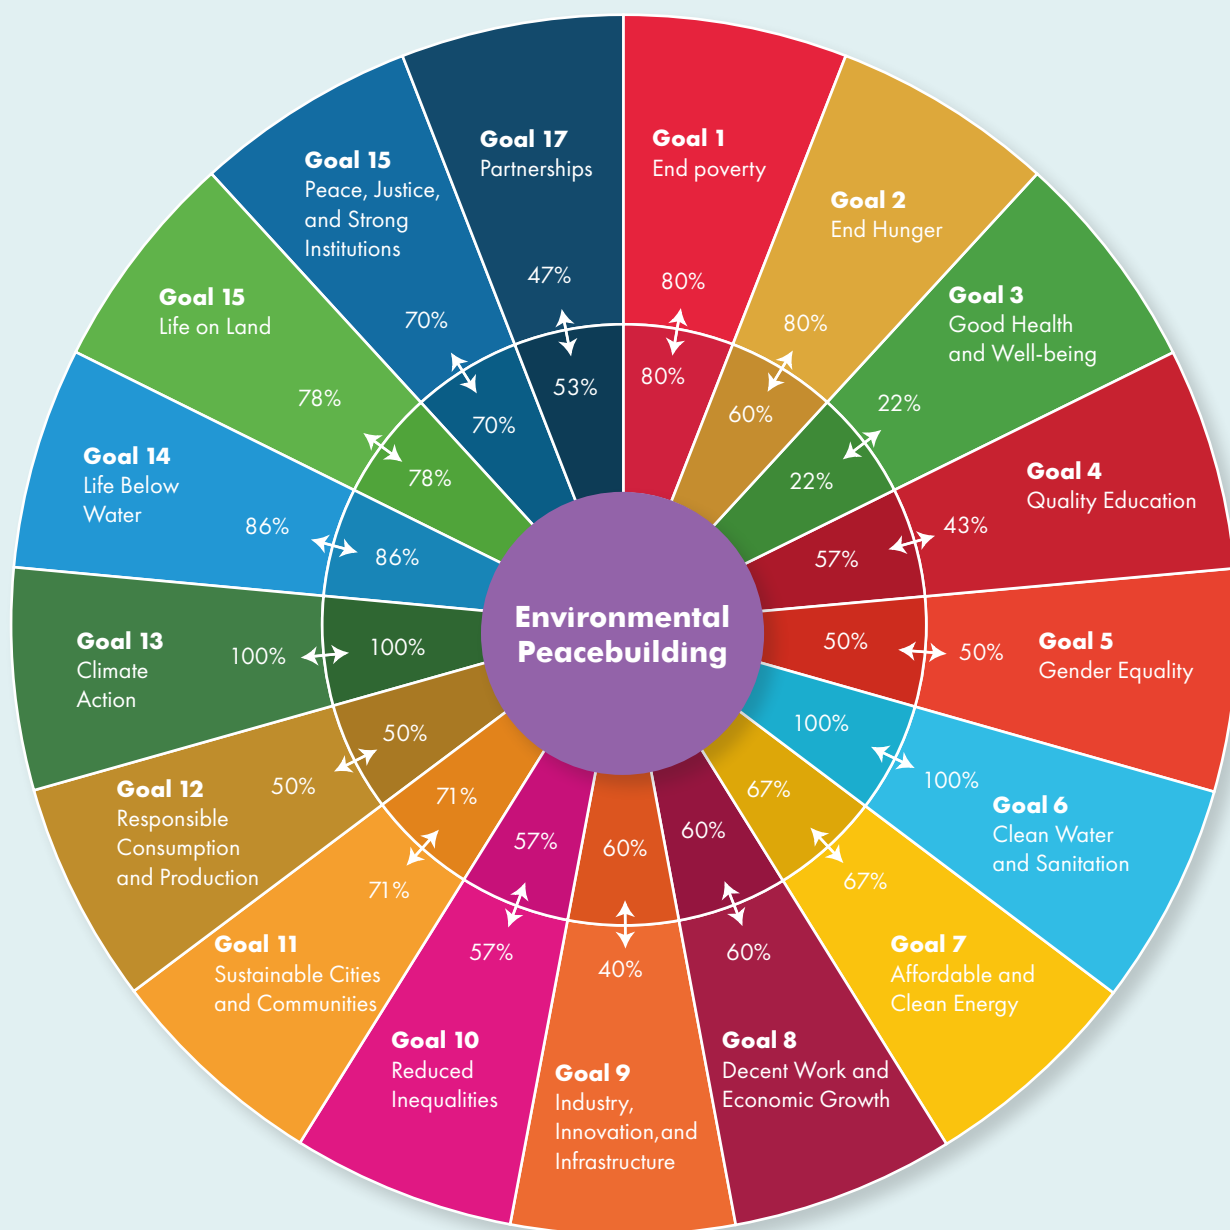 Goal 17
Partnerships
47%
53%
Goal 1
End poverty
80%
80%
Goal 2
End Hunger
80%
60%
Goal 3
Good Health
and Well-being
22%
22%
Goal 4
Quality Education
43%
57%
Goal 5
Gender Equality
50%
50%
Goal 6
Clean Water
and Sanitation
100%
100%
Goal 7
Affordable and
Clean Energy
67%
67%
Goal 8
Decent Work and
Economic Growth
60%
60%
Goal 9
Industry,
Innovation,and
Infrastructure
40%
60%
Goal 10
Reduced
Inequalities
57%
57%
Goal 11
Sustainable Cities
and Communities
71%
71%
Goal 12
Responsible
Consumption
and Production
50%
50%
Goal 13
Climate
Action
100%
100%
Goal 14
Life Below
Water
86%
86%
Goal 15
Life on Land
78%
78%
Goal 15
Peace, Justice,
and Strong
Institutions
70%
70%
Environmental
Peacebuilding